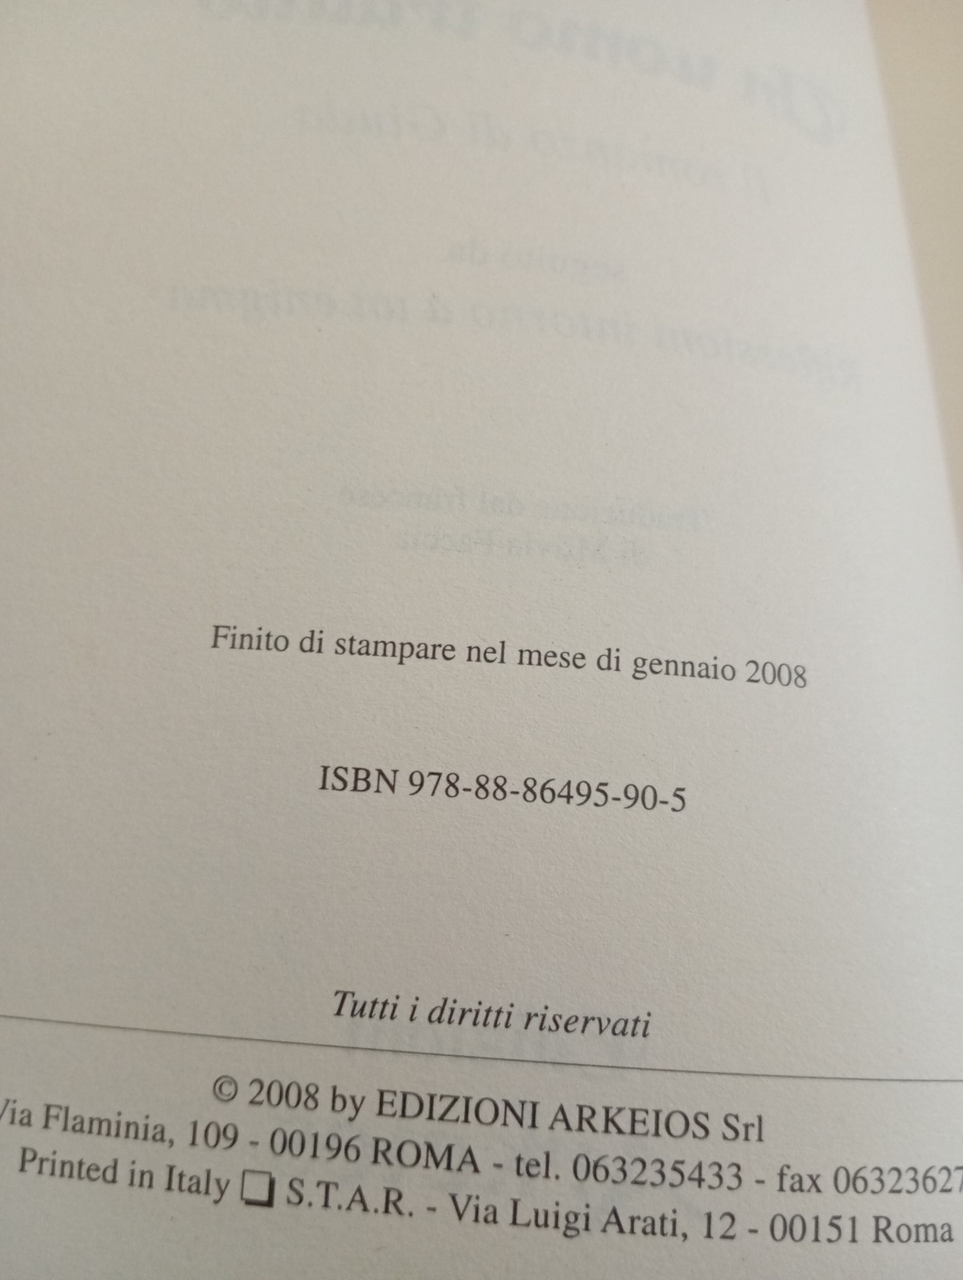 Finito di stampare nel mese di gennaio 2008
ISBN 978-88-86495-90-5
Tutti i diritti riservati
© 2008 by EDIZIONI ARKEIOS Srl
Via Flaminia, 109 - 00196 ROMA - tel. 063235433 - fax 06323627
Printed in Italy ❏ S.T.A.R. - Via Luigi Arati, 12 - 00151 Roma